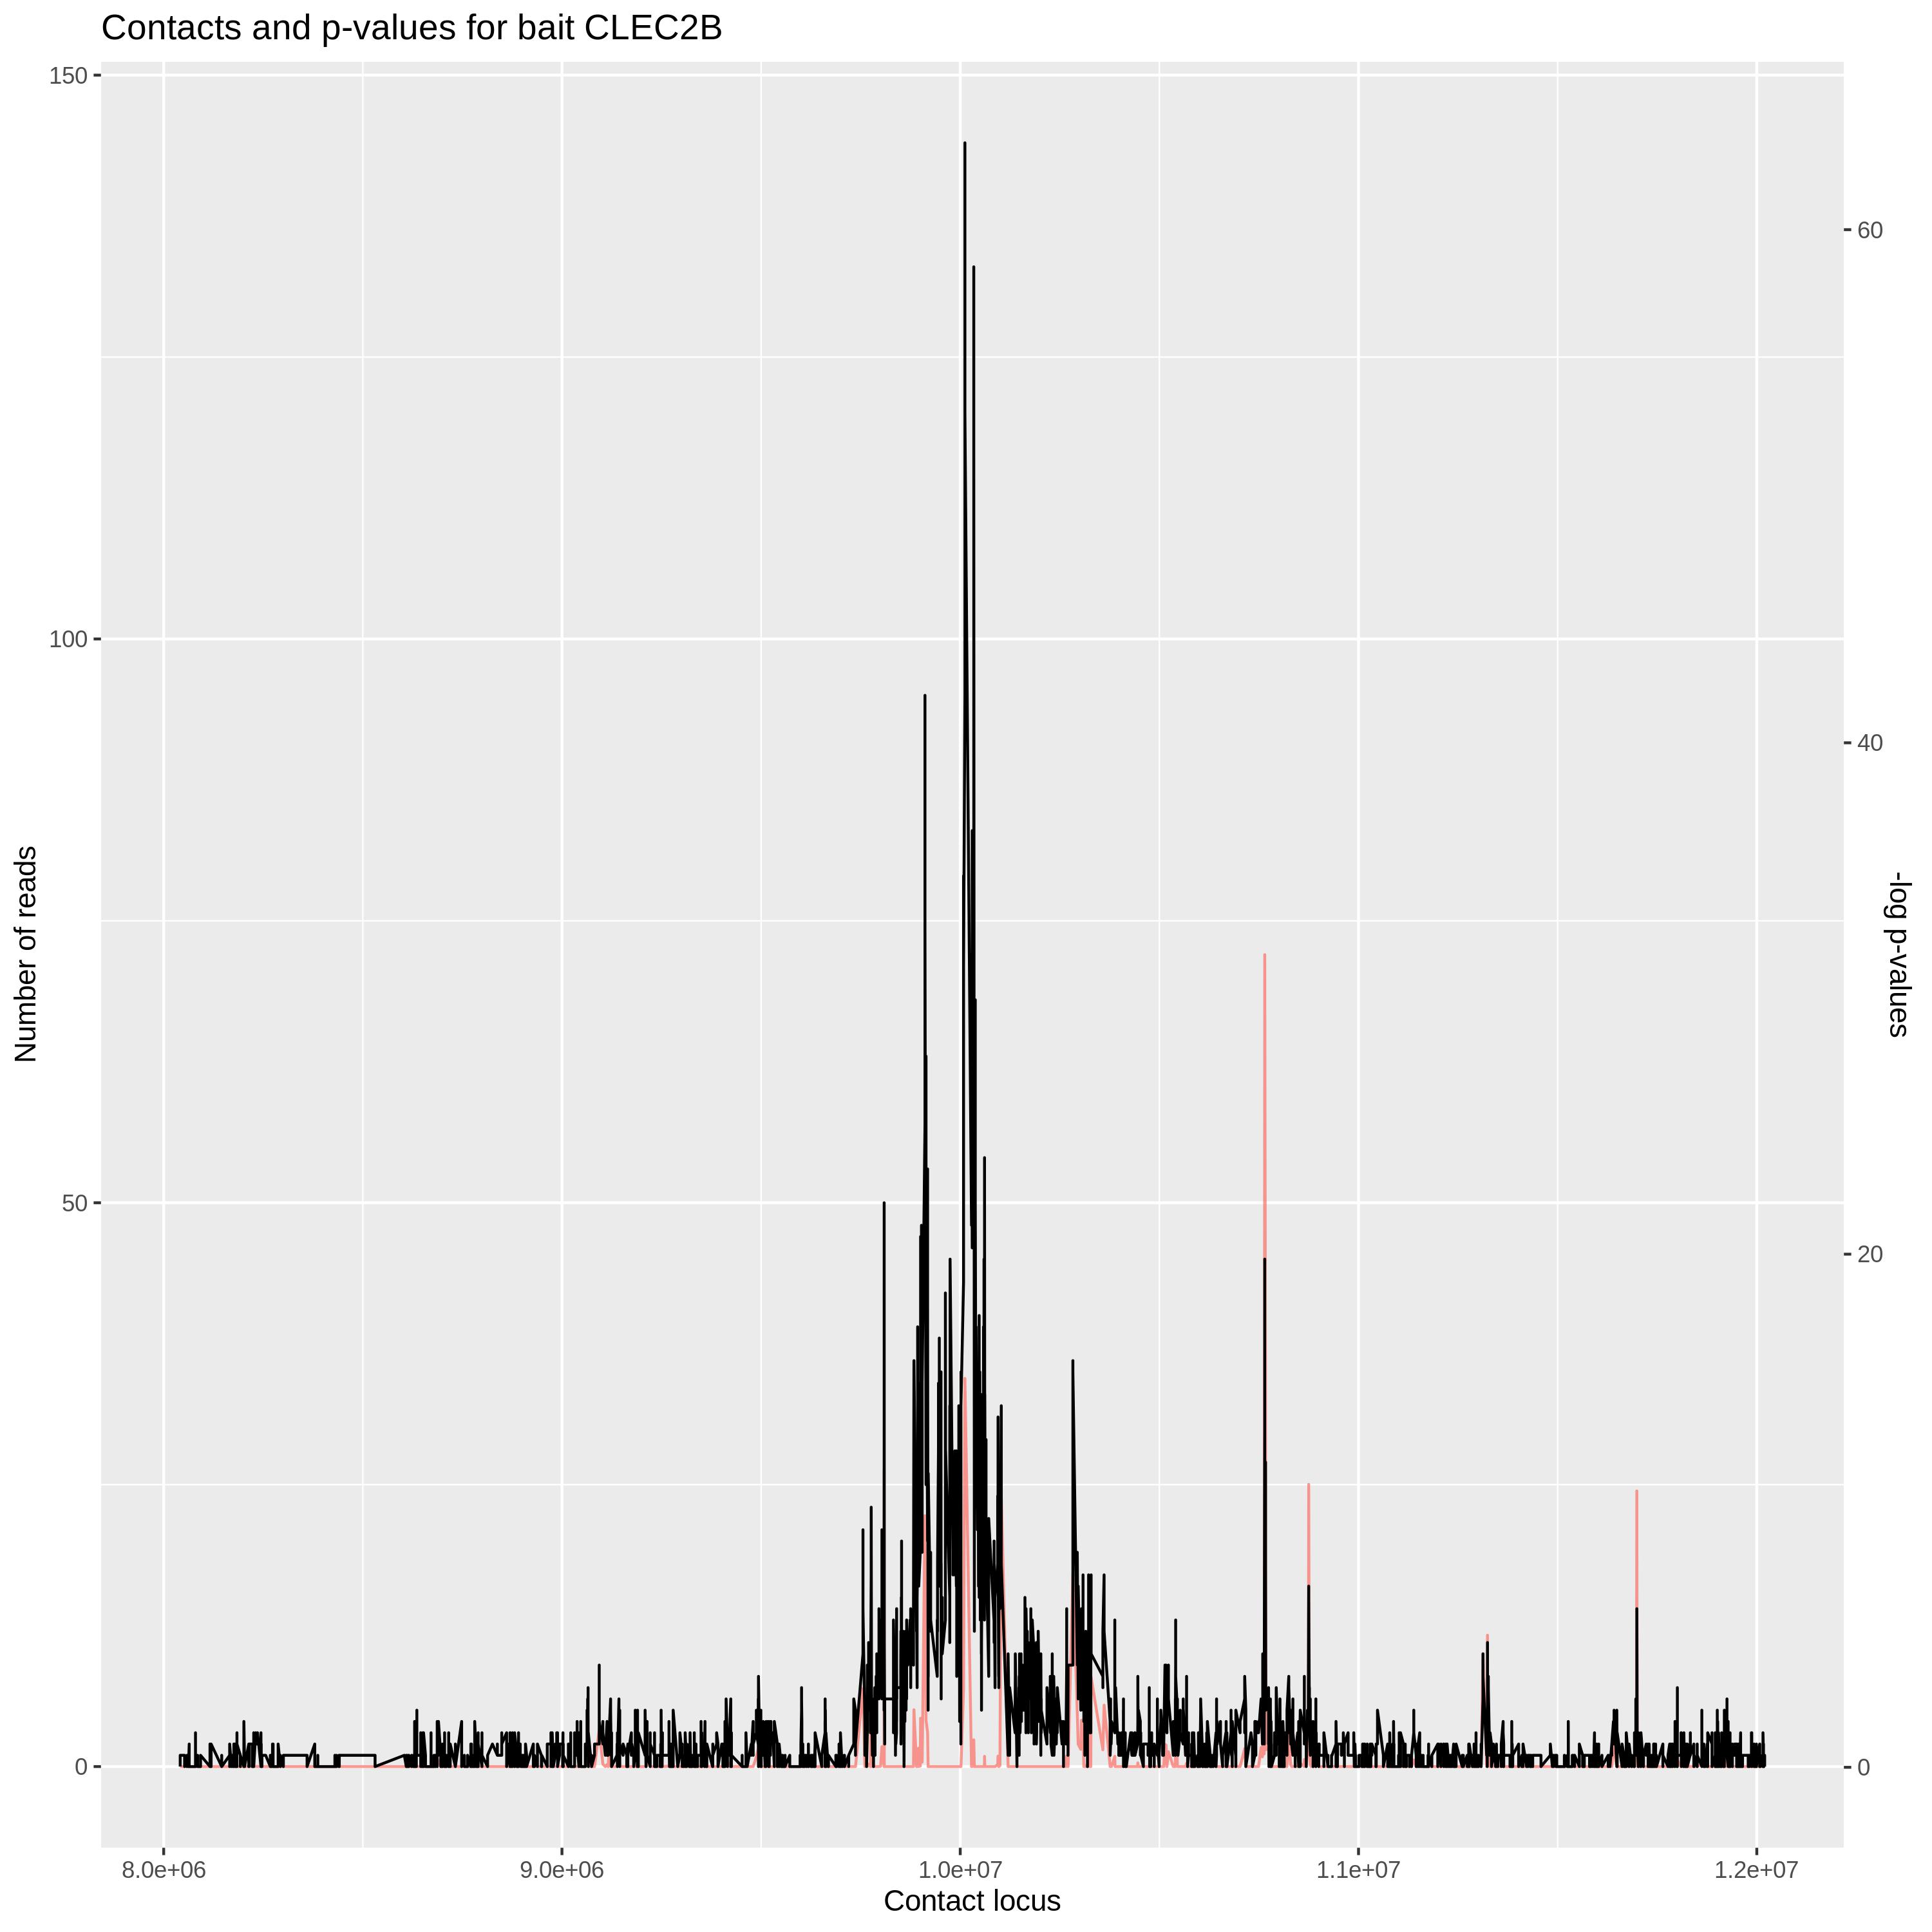 Contacts and p-values for bait CLEC2B
150
100
50
0
Number of reads
60
40
20
0
-log p-values
8.0e+06
9.0e+06
1.0e+07
1.1e+07
1.2e+07
Contact locus